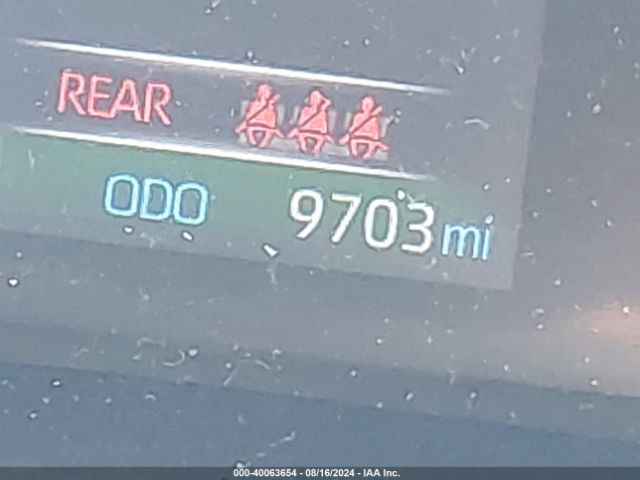 REAR
ODO 9703 mi
000-40063654 - 08/16/2024 - IAA Inc.